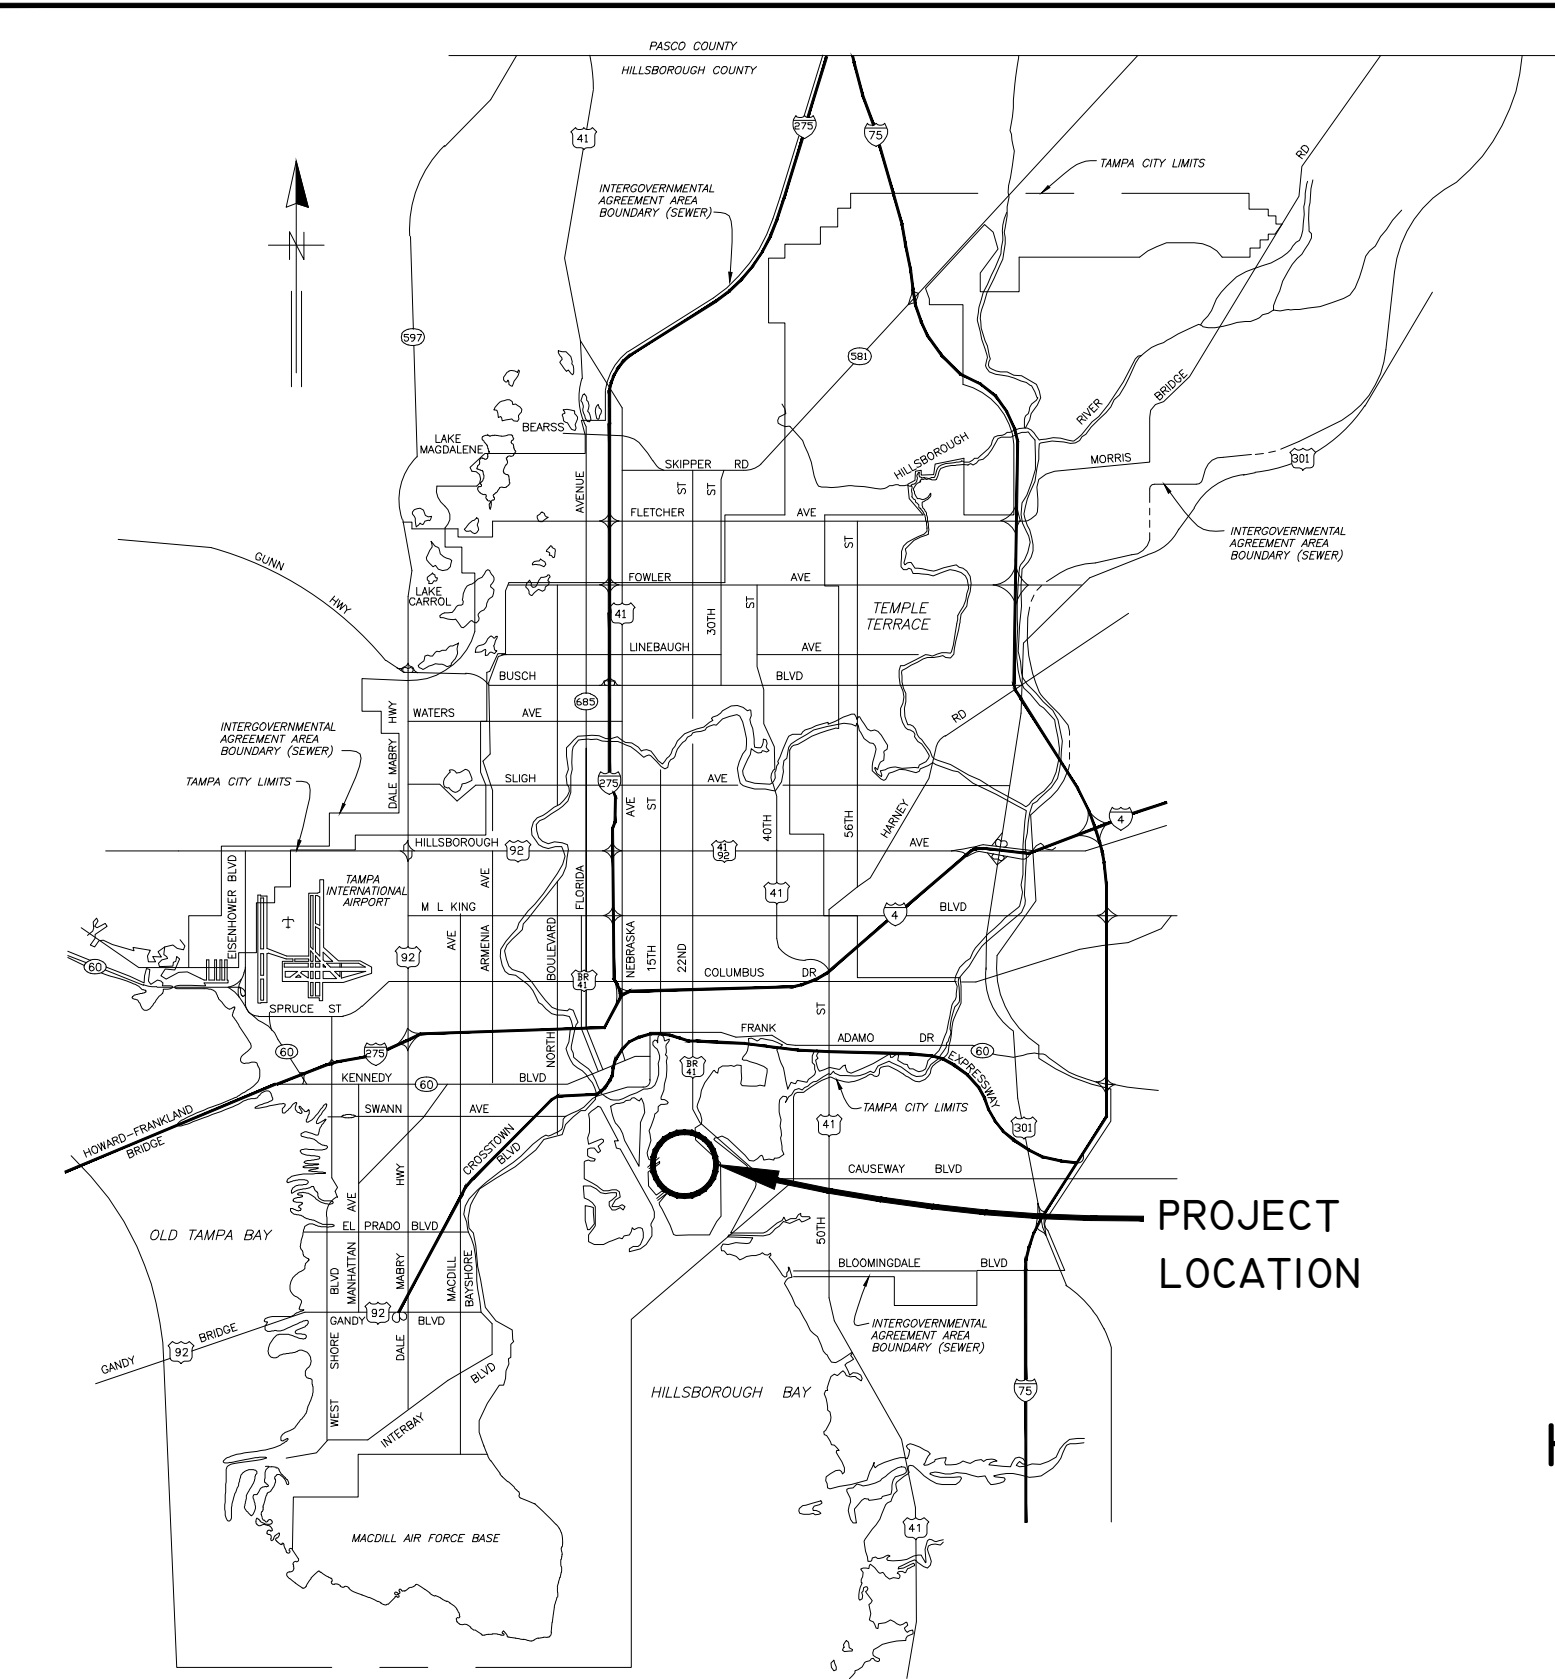 PASCO COUNTY
HILLSBOROUGH COUNTY
41
275
75
TAMPA CITY LIMITS
RD
INTERGOVERNMENTAL
AGREEMENT AREA
BOUNDARY (SEWER)
N
597
581
BRIDGE
RIVER
BEARSS
LAKE
MAGDALENE
HILLSBOROUGH
SKIPPER RD
MORRIS
301
AVENUE
ST
ST
FLETCHER AVE
INTERGOVERNMENTAL
AGREEMENT AREA
BOUNDARY (SEWER)
ST
GUNN
HWY
LAKE
CARROL
FOWLER AVE
ST
41
30TH
TEMPLE
TERRACE
LINEBAUGH AVE
BUSCH BLVD
685
HWY
WATERS AVE
RD
INTERGOVERNMENTAL
AGREEMENT AREA
BOUNDARY (SEWER)
DALE MABRY
TAMPA CITY LIMITS
SLIGH AVE
275
AVE
ST
40TH
56TH
HARNEY
4
HILLSBOROUGH
92
41
92
AVE
EISENHOWER BLVD
TAMPA
INTERNATIONAL
AIRPORT
AVE
FLORIDA
41
M L KING BLVD
4
AVE
ARMENIA
BOULEVARD
NEBRASKA
15TH
22ND
92
60
COLUMBUS DR
BR
41
SPRUCE ST
ST
FRANK
ADAMO DR
60
60
275
NORTH
BR
41
EXPRESSWAY
KENNEDY
60
BLVD
SWANN AVE
TAMPA CITY LIMITS
HOWARD-FRANKLAND
BRIDGE
CROSSTOWN
BLVD
41
301
HWY
CAUSEWAY BLVD
AVE
PROJECT
LOCATION
EL PRADO BLVD
OLD TAMPA BAY
50TH
MANHATTAN
BLVD
MABRY
MACDILL
BAYSHORE
BLOOMINGDALE BLVD
92
GANDY BLVD
INTERGOVERNMENTAL
AGREEMENT AREA
BOUNDARY (SEWER)
GANDY
92
BRIDGE
SHORE
DALE
BLVD
HILLSBOROUGH BAY
75
WEST
INTERBAY
MACDILL AIR FORCE BASE
41